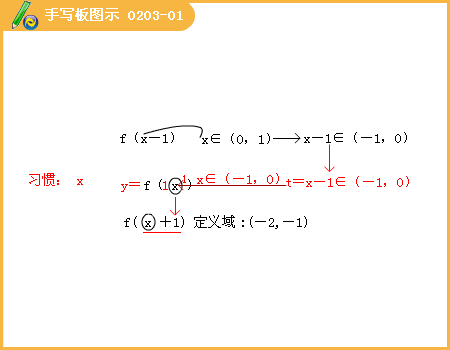 手写板图示 0203-01
f (x－1) x∈ (0, 1) → x－1∈ (－1, 0)
习惯: x y＝f (x) x∈ (－1, 0) t＝x－1∈ (－1, 0)
f( x ＋1) 定义域 :(－2,－1)